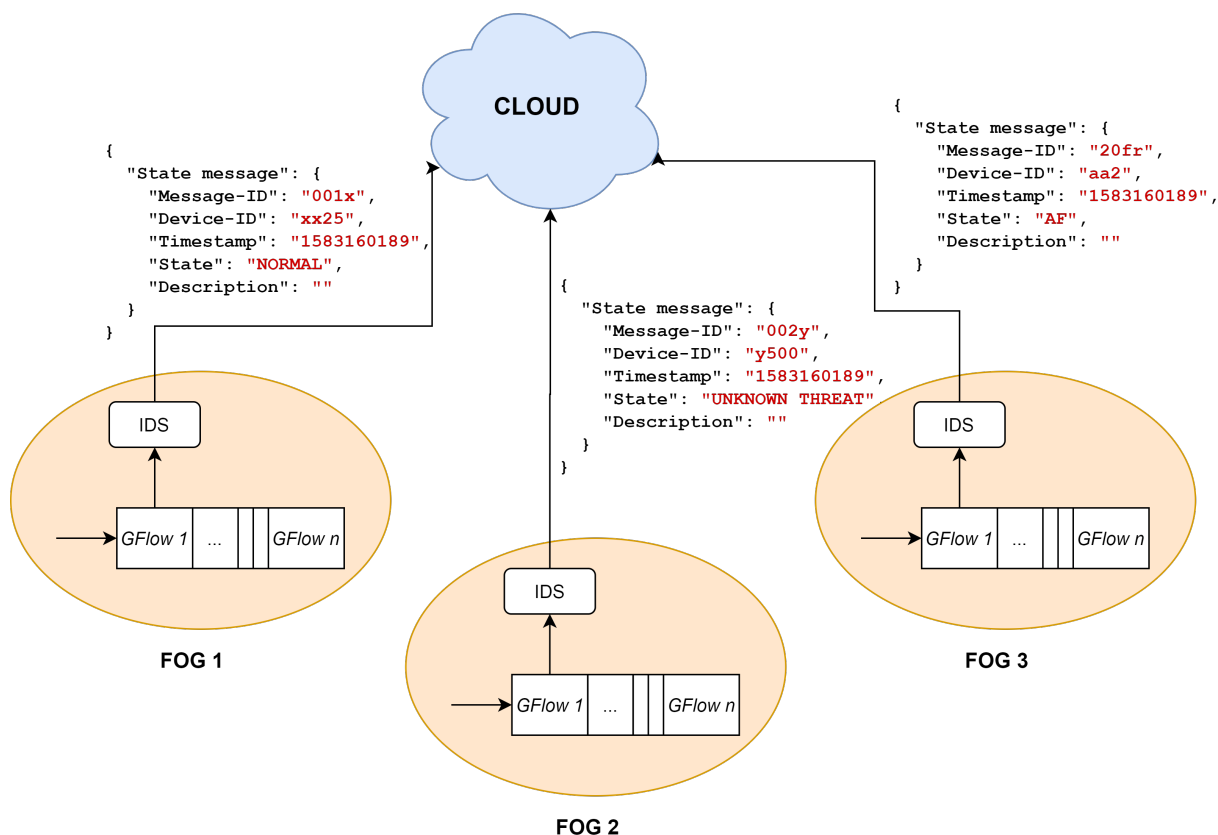 CLOUD
{
"State message": {
"Message-ID": "001x",
"Device-ID": "xx25",
"Timestamp": "1583160189",
"State": "NORMAL",
"Description": ""
}
}
{
"State message": {
"Message-ID": "20fr",
"Device-ID": "aa2",
"Timestamp": "1583160189",
"State": "AF",
"Description": ""
}
}
{
"State message": {
"Message-ID": "002y",
"Device-ID": "y500",
"Timestamp": "1583160189",
"State": "UNKNOWN THREAT",
"Description": ""
}
}
IDS
GFlow 1 ... GFlow n
FOG 1
IDS
GFlow 1 ... GFlow n
FOG 2
IDS
GFlow 1 ... GFlow n
FOG 3